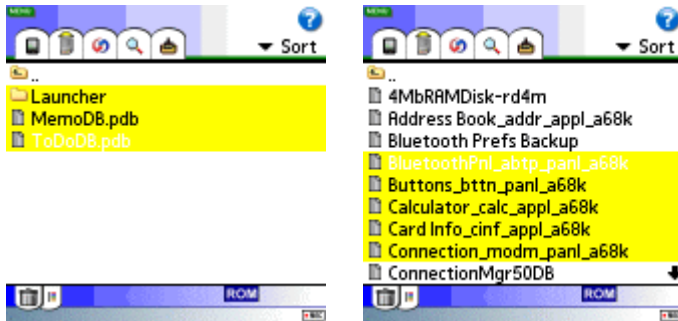 MENU
Sort
..
Launcher
MemoDB.pdb
ToDoDB.pdb
ROM
MENU
Sort
..
4MbRAMDisk-rd4m
Address Book_addr_appl_a68k
Bluetooth Prefs Backup
BluetoothPnl_abtp_panl_a68k
Buttons_bttn_panl_a68k
Calculator_calc_appl_a68k
Card Info_cinf_appl_a68k
Connection_modm_panl_a68k
ConnectionMgr50DB
ROM